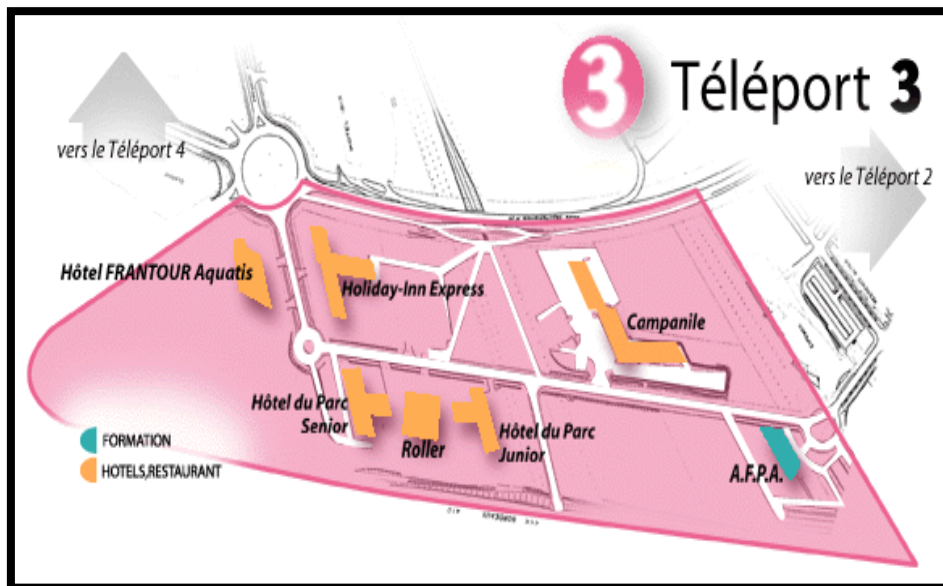 3 Téléport 3
vers le Téléport 4
vers le Téléport 2
Hôtel FRANTOUR Aquatis
Holiday-Inn Express
Campanile
Hôtel du Parc
Senior
Roller
Hôtel du Parc
Junior
A.F.P.A.
FORMATION
HOTELS,RESTAURANT